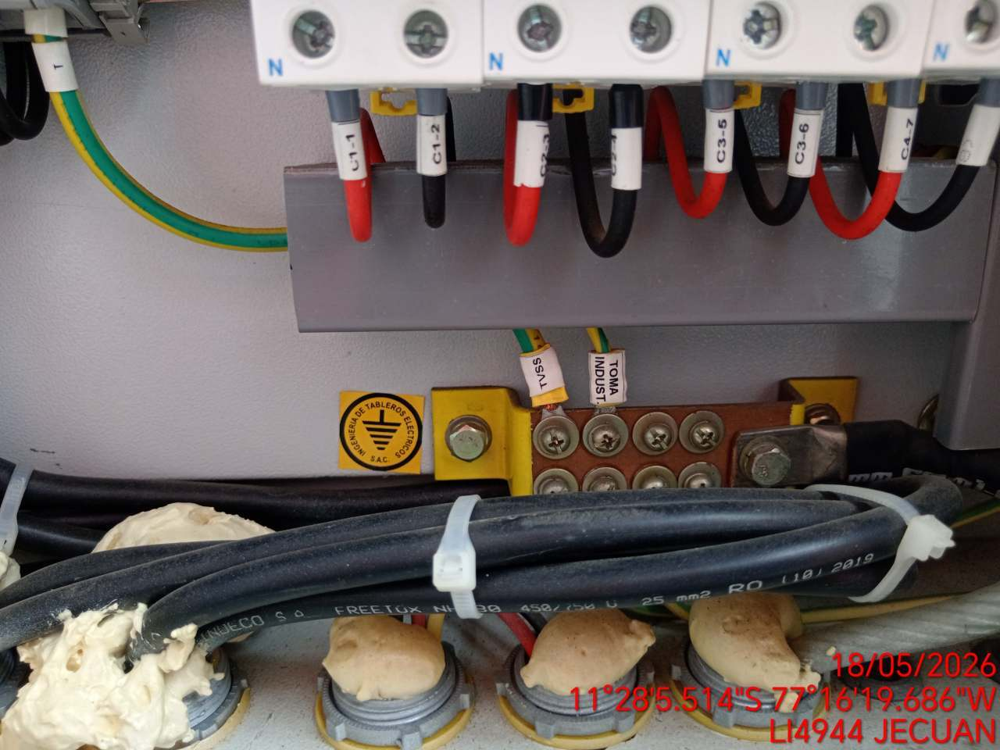 N
N
N
N
T
C1-1
C1-2
C2-3
C3-5
C3-6
C4-7
TVSS
TOMA
INDUST.
INGENIERIA DE TABLEROS ELECTRICOS
S.A.C.
INDECO S.A. FREETOX NH-80 450/750 V 25 mm2 RO (10) 2019
18/05/2026
11°28'5.514"S 77°16'19.686"W
LI4944 JECUAN